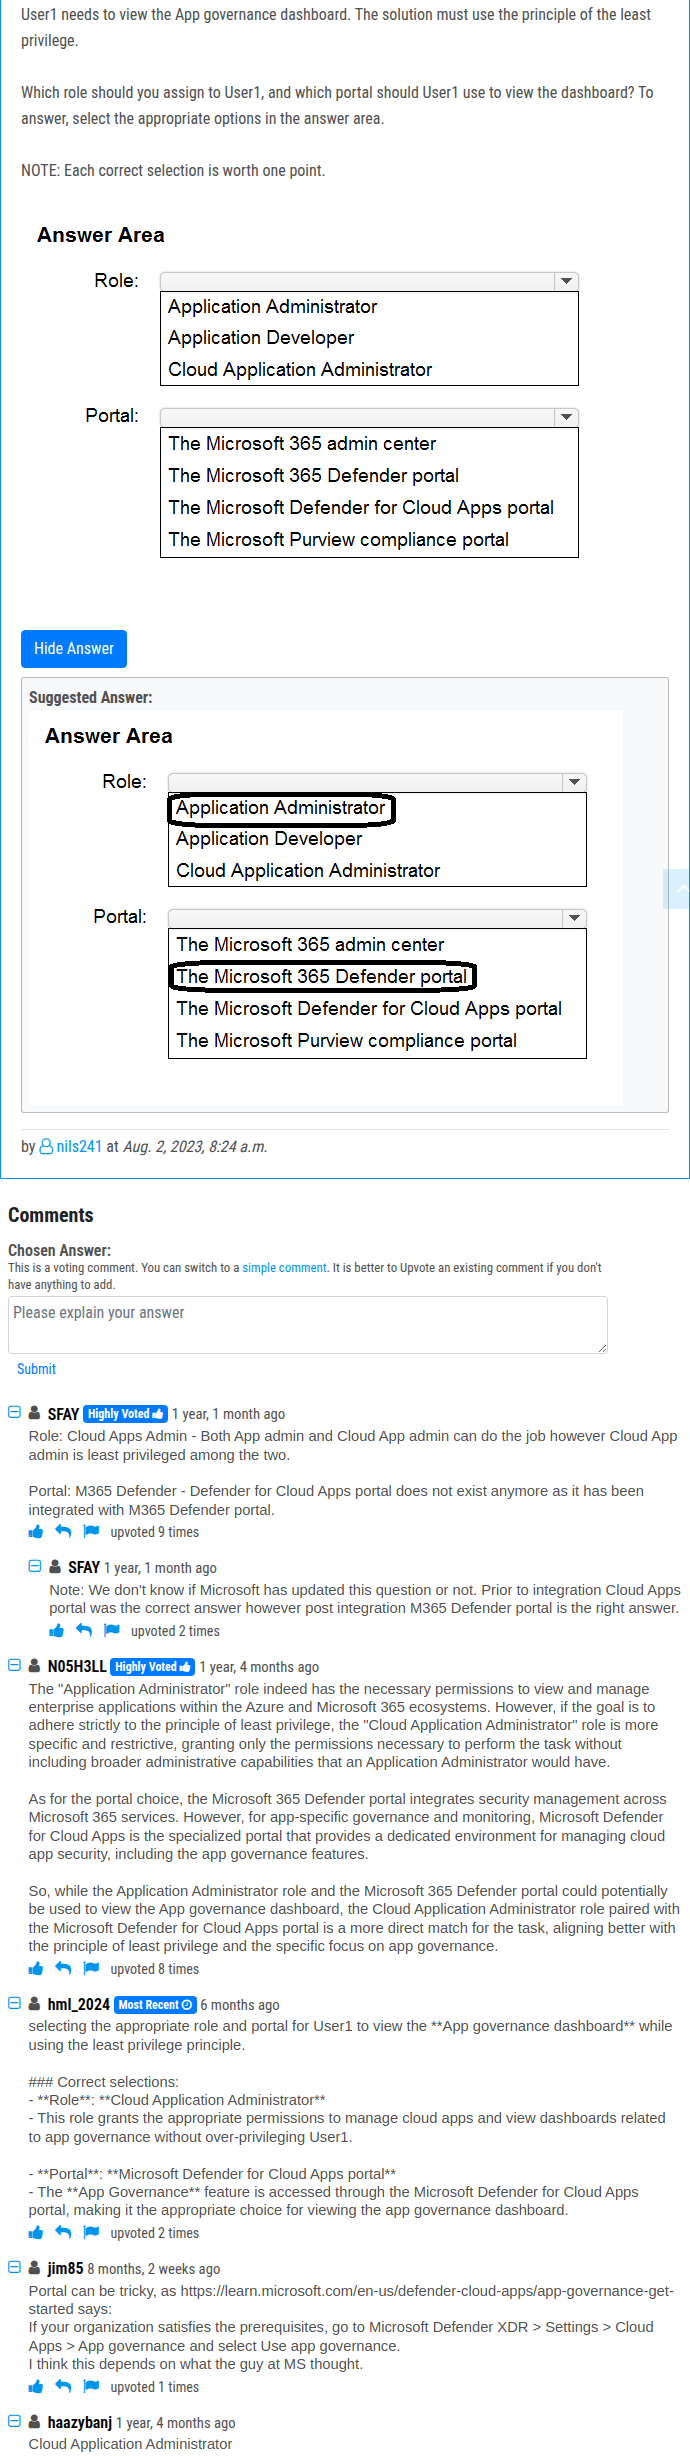 User1 needs to view the App governance dashboard. The solution must use the principle of the least
privilege.
Which role should you assign to User1, and which portal should User1 use to view the dashboard? To
answer, select the appropriate options in the answer area.
NOTE: Each correct selection is worth one point.
Answer Area
Role:
Application Administrator
Application Developer
Cloud Application Administrator
Portal:
The Microsoft 365 admin center
The Microsoft 365 Defender portal
The Microsoft Defender for Cloud Apps portal
The Microsoft Purview compliance portal
Hide Answer
Suggested Answer:
Answer Area
Role:
Application Administrator
Application Developer
Cloud Application Administrator
Portal:
The Microsoft 365 admin center
The Microsoft 365 Defender portal
The Microsoft Defender for Cloud Apps portal
The Microsoft Purview compliance portal
by nils241 at Aug. 2, 2023, 8:24 a.m.
Comments
Chosen Answer:
This is a voting comment. You can switch to a simple comment. It is better to Upvote an existing comment if you don't
have anything to add.
Please explain your answer
Submit
SFAY Highly Voted 1 year, 1 month ago
Role: Cloud Apps Admin - Both App admin and Cloud App admin can do the job however Cloud App
admin is least privileged among the two.
Portal: M365 Defender - Defender for Cloud Apps portal does not exist anymore as it has been
integrated with M365 Defender portal.
upvoted 9 times
SFAY 1 year, 1 month ago
Note: We don't know if Microsoft has updated this question or not. Prior to integration Cloud Apps
portal was the correct answer however post integration M365 Defender portal is the right answer.
upvoted 2 times
N05H3LL Highly Voted 1 year, 4 months ago
The "Application Administrator" role indeed has the necessary permissions to view and manage
enterprise applications within the Azure and Microsoft 365 ecosystems. However, if the goal is to
adhere strictly to the principle of least privilege, the "Cloud Application Administrator" role is more
specific and restrictive, granting only the permissions necessary to perform the task without
including broader administrative capabilities that an Application Administrator would have.
As for the portal choice, the Microsoft 365 Defender portal integrates security management across
Microsoft 365 services. However, for app-specific governance and monitoring, Microsoft Defender
for Cloud Apps is the specialized portal that provides a dedicated environment for managing cloud
app security, including the app governance features.
So, while the Application Administrator role and the Microsoft 365 Defender portal could potentially
be used to view the App governance dashboard, the Cloud Application Administrator role paired with
the Microsoft Defender for Cloud Apps portal is a more direct match for the task, aligning better with
the principle of least privilege and the specific focus on app governance.
upvoted 8 times
hml_2024 Most Recent 6 months ago
selecting the appropriate role and portal for User1 to view the **App governance dashboard** while
using the least privilege principle.
### Correct selections:
- **Role**: **Cloud Application Administrator**
- This role grants the appropriate permissions to manage cloud apps and view dashboards related
to app governance without over-privileging User1.
- **Portal**: **Microsoft Defender for Cloud Apps portal**
- The **App Governance** feature is accessed through the Microsoft Defender for Cloud Apps
portal, making it the appropriate choice for viewing the app governance dashboard.
upvoted 2 times
jim85 8 months, 2 weeks ago
Portal can be tricky, as https://learn.microsoft.com/en-us/defender-cloud-apps/app-governance-get-
started says:
If your organization satisfies the prerequisites, go to Microsoft Defender XDR > Settings > Cloud
Apps > App governance and select Use app governance.
I think this depends on what the guy at MS thought.
upvoted 1 times
haazybanj 1 year, 4 months ago
Cloud Application Administrator